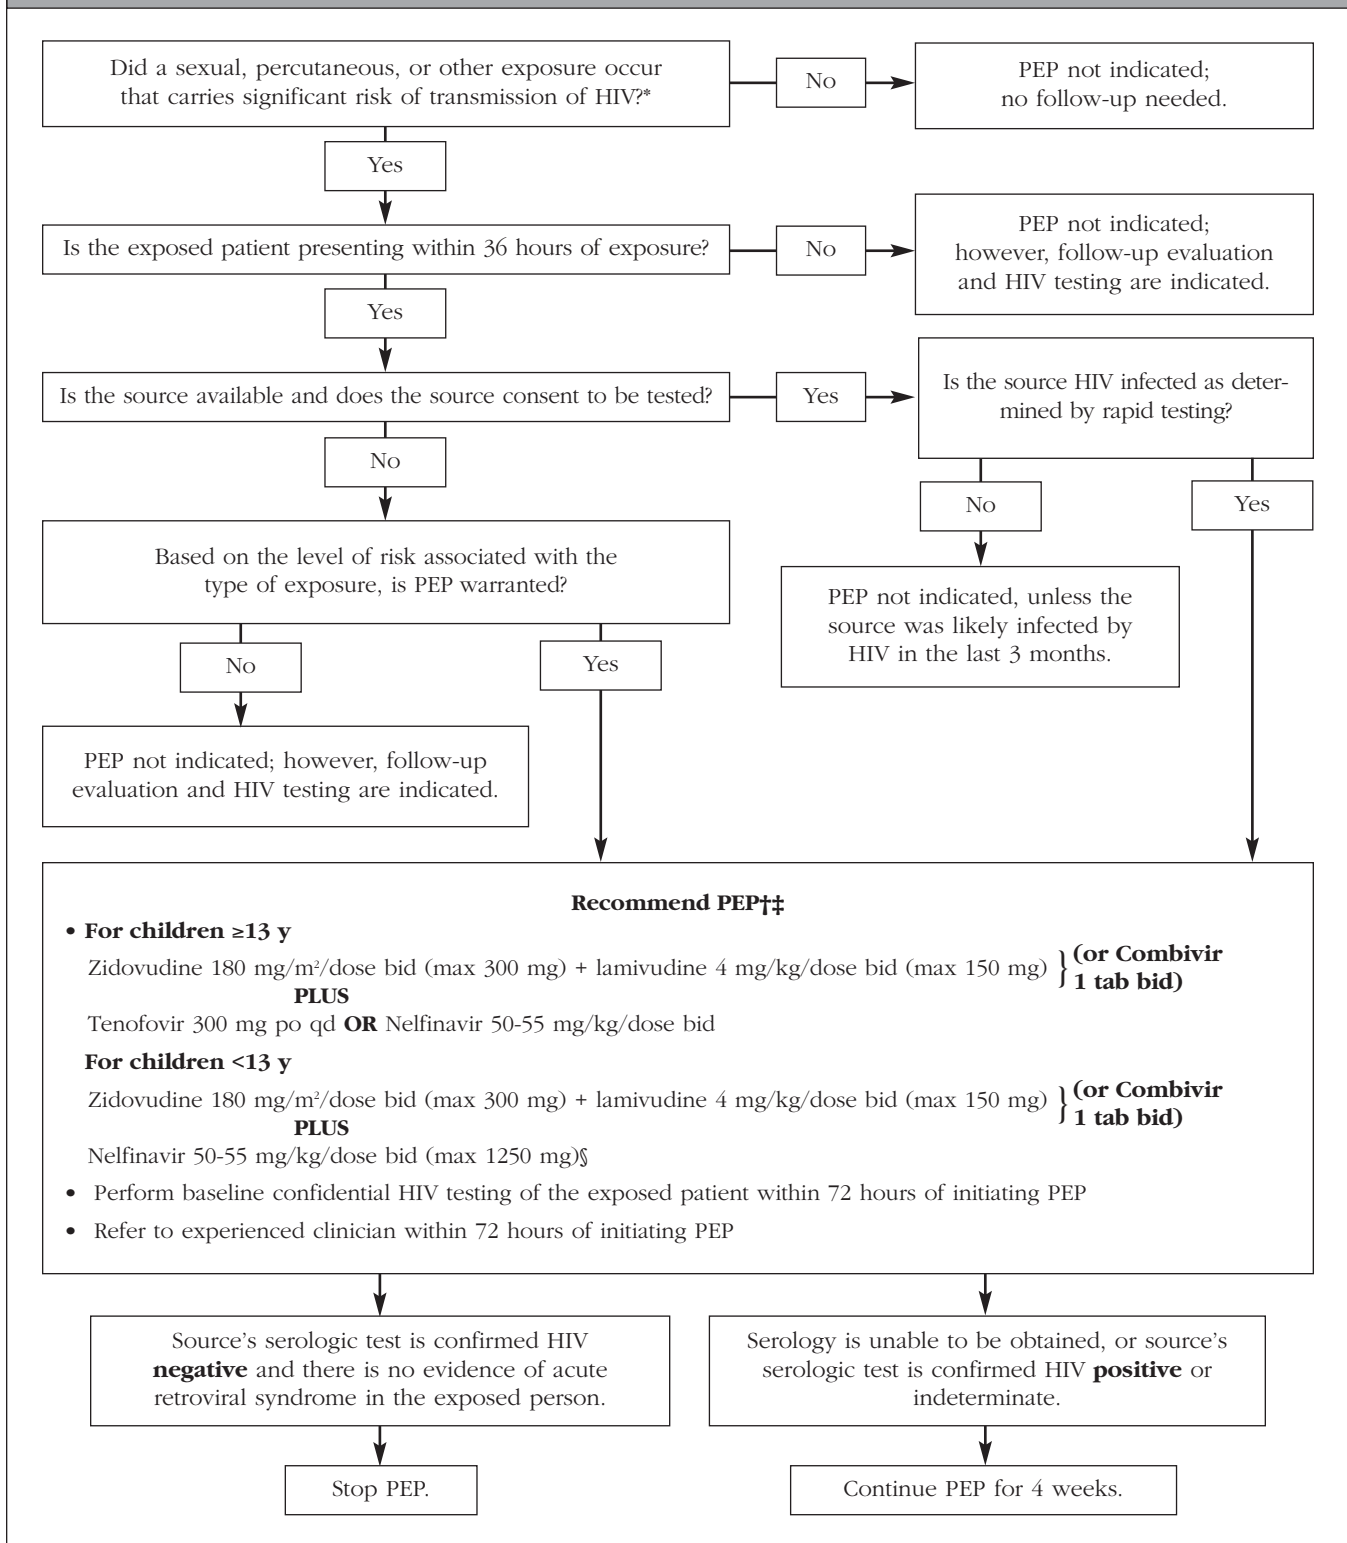 Did a sexual, percutaneous, or other exposure occur
that carries significant risk of transmission of HIV?*
No
PEP not indicated;
no follow-up needed.
Yes
Is the exposed patient presenting within 36 hours of exposure?
No
PEP not indicated;
however, follow-up evaluation
and HIV testing are indicated.
Yes
Is the source available and does the source consent to be tested?
Yes
Is the source HIV infected as deter-
mined by rapid testing?
No
No
Yes
Based on the level of risk associated with the
type of exposure, is PEP warranted?
PEP not indicated, unless the
source was likely infected by
HIV in the last 3 months.
No
Yes
PEP not indicated; however, follow-up
evaluation and HIV testing are indicated.
Recommend PEP†‡
• For children ≥13 y
Zidovudine 180 mg/m²/dose bid (max 300 mg) + lamivudine 4 mg/kg/dose bid (max 150 mg) } (or Combivir
1 tab bid)
PLUS
Tenofovir 300 mg po qd OR Nelfinavir 50-55 mg/kg/dose bid
For children <13 y
Zidovudine 180 mg/m²/dose bid (max 300 mg) + lamivudine 4 mg/kg/dose bid (max 150 mg) } (or Combivir
1 tab bid)
PLUS
Nelfinavir 50-55 mg/kg/dose bid (max 1250 mg)§
• Perform baseline confidential HIV testing of the exposed patient within 72 hours of initiating PEP
• Refer to experienced clinician within 72 hours of initiating PEP
Source's serologic test is confirmed HIV
negative and there is no evidence of acute
retroviral syndrome in the exposed person.
Serology is unable to be obtained, or source's
serologic test is confirmed HIV positive or
indeterminate.
Stop PEP.
Continue PEP for 4 weeks.